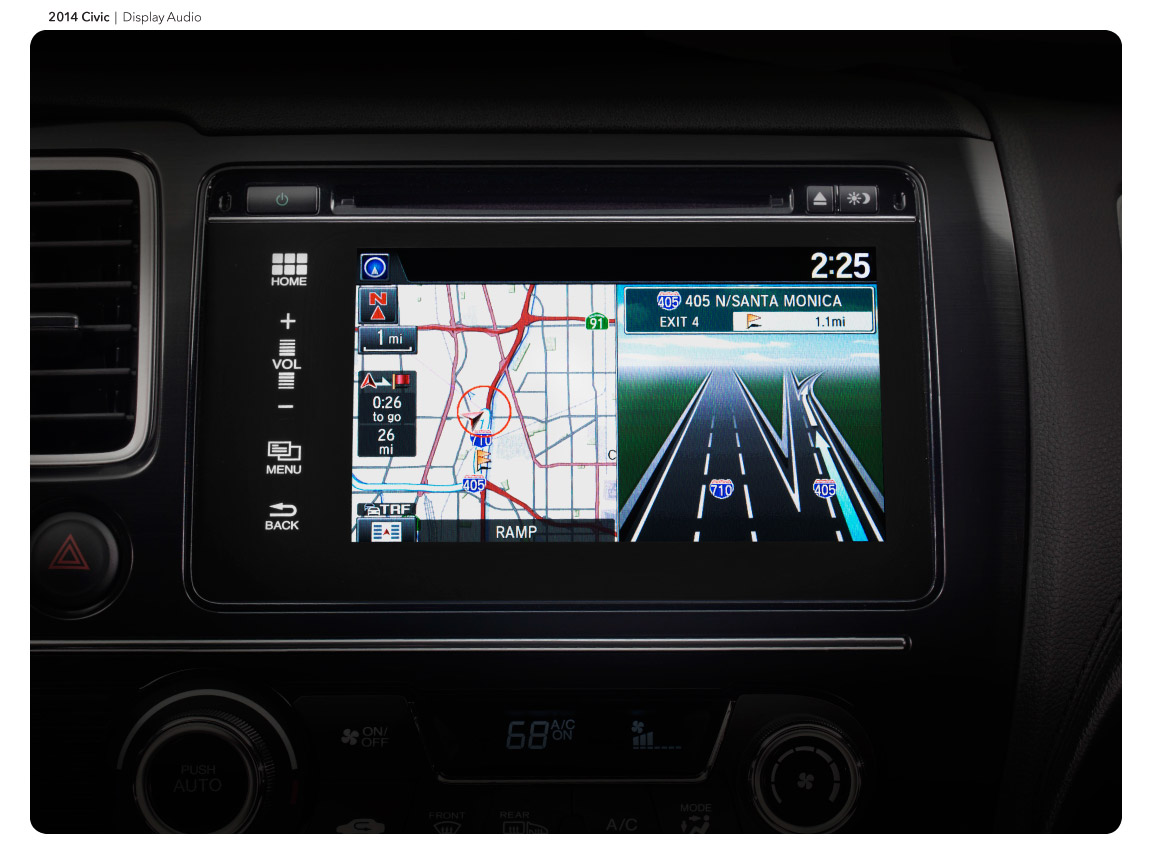 2014 Civic | Display Audio
2:25
HOME
+
VOL
−
MENU
BACK
N
1 mi
0:26
to go
26
mi
91
710
405
C
TRF
RAMP
405 405 N/SANTA MONICA
EXIT 4 1.1mi
710
405
ON/
OFF
68 A/C
ON
PUSH
AUTO
FRONT
REAR
A/C
MODE